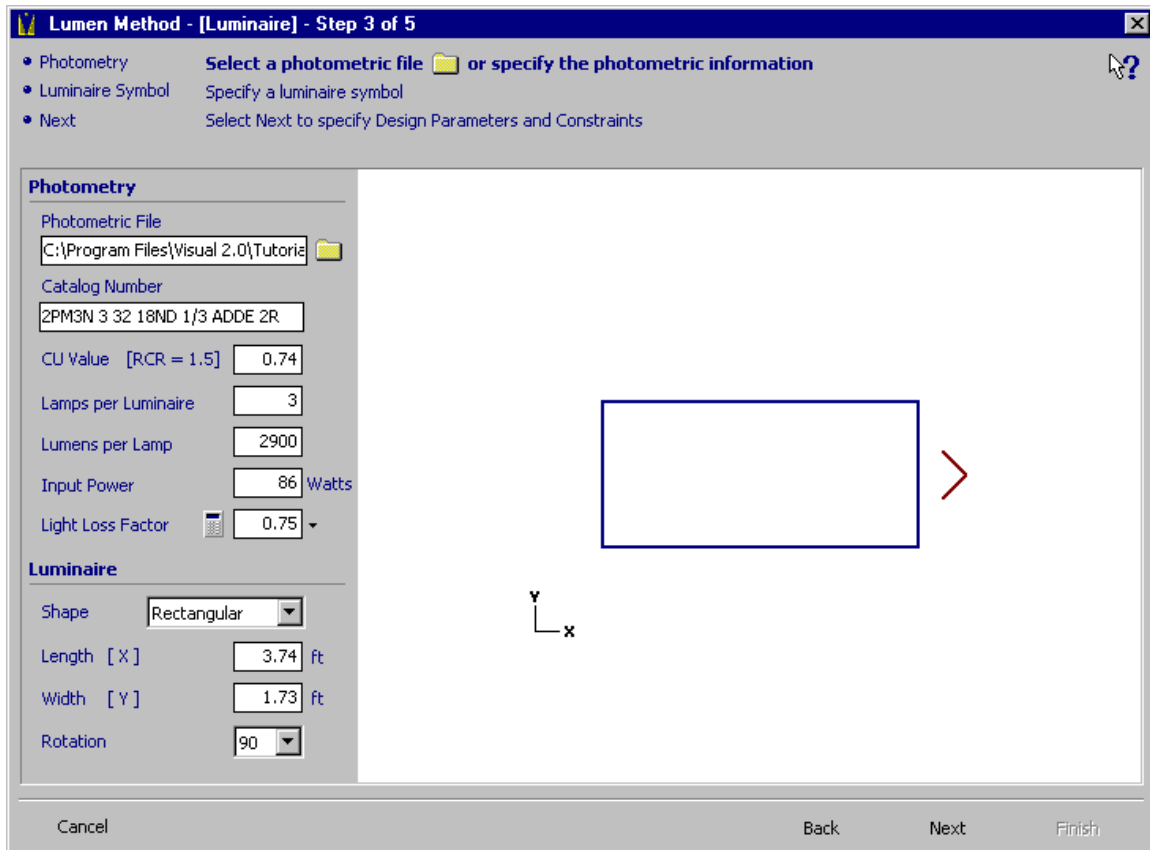 Lumen Method - [Luminaire] - Step 3 of 5
Photometry Select a photometric file or specify the photometric information
Luminaire Symbol Specify a luminaire symbol
Next Select Next to specify Design Parameters and Constraints
Photometry
Photometric File
C:\Program Files\Visual 2.0\Tutoria
Catalog Number
2PM3N 3 32 18ND 1/3 ADDE 2R
CU Value [RCR = 1.5] 0.74
Lamps per Luminaire 3
Lumens per Lamp 2900
Input Power 86 Watts
Light Loss Factor 0.75
Luminaire
Shape Rectangular
Length [ X ] 3.74 ft
Width [ Y ] 1.73 ft
Rotation 90
Y
X
Cancel Back Next Finish